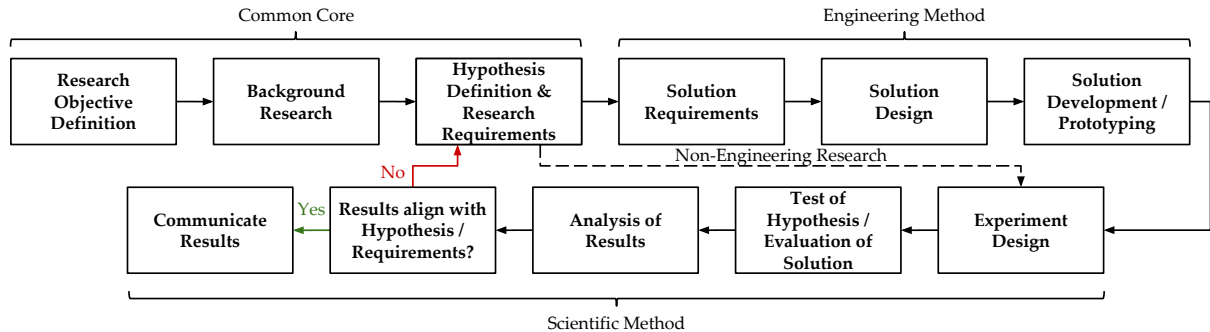 Common Core
Engineering Method
Research
Objective
Definition
Background
Research
Hypothesis
Definition &
Research
Requirements
Solution
Requirements
Solution
Design
Solution
Development /
Prototyping
No
Non-Engineering Research
Yes
Communicate
Results
Results align with
Hypothesis /
Requirements?
Analysis of
Results
Test of
Hypothesis /
Evaluation of
Solution
Experiment
Design
Scientific Method